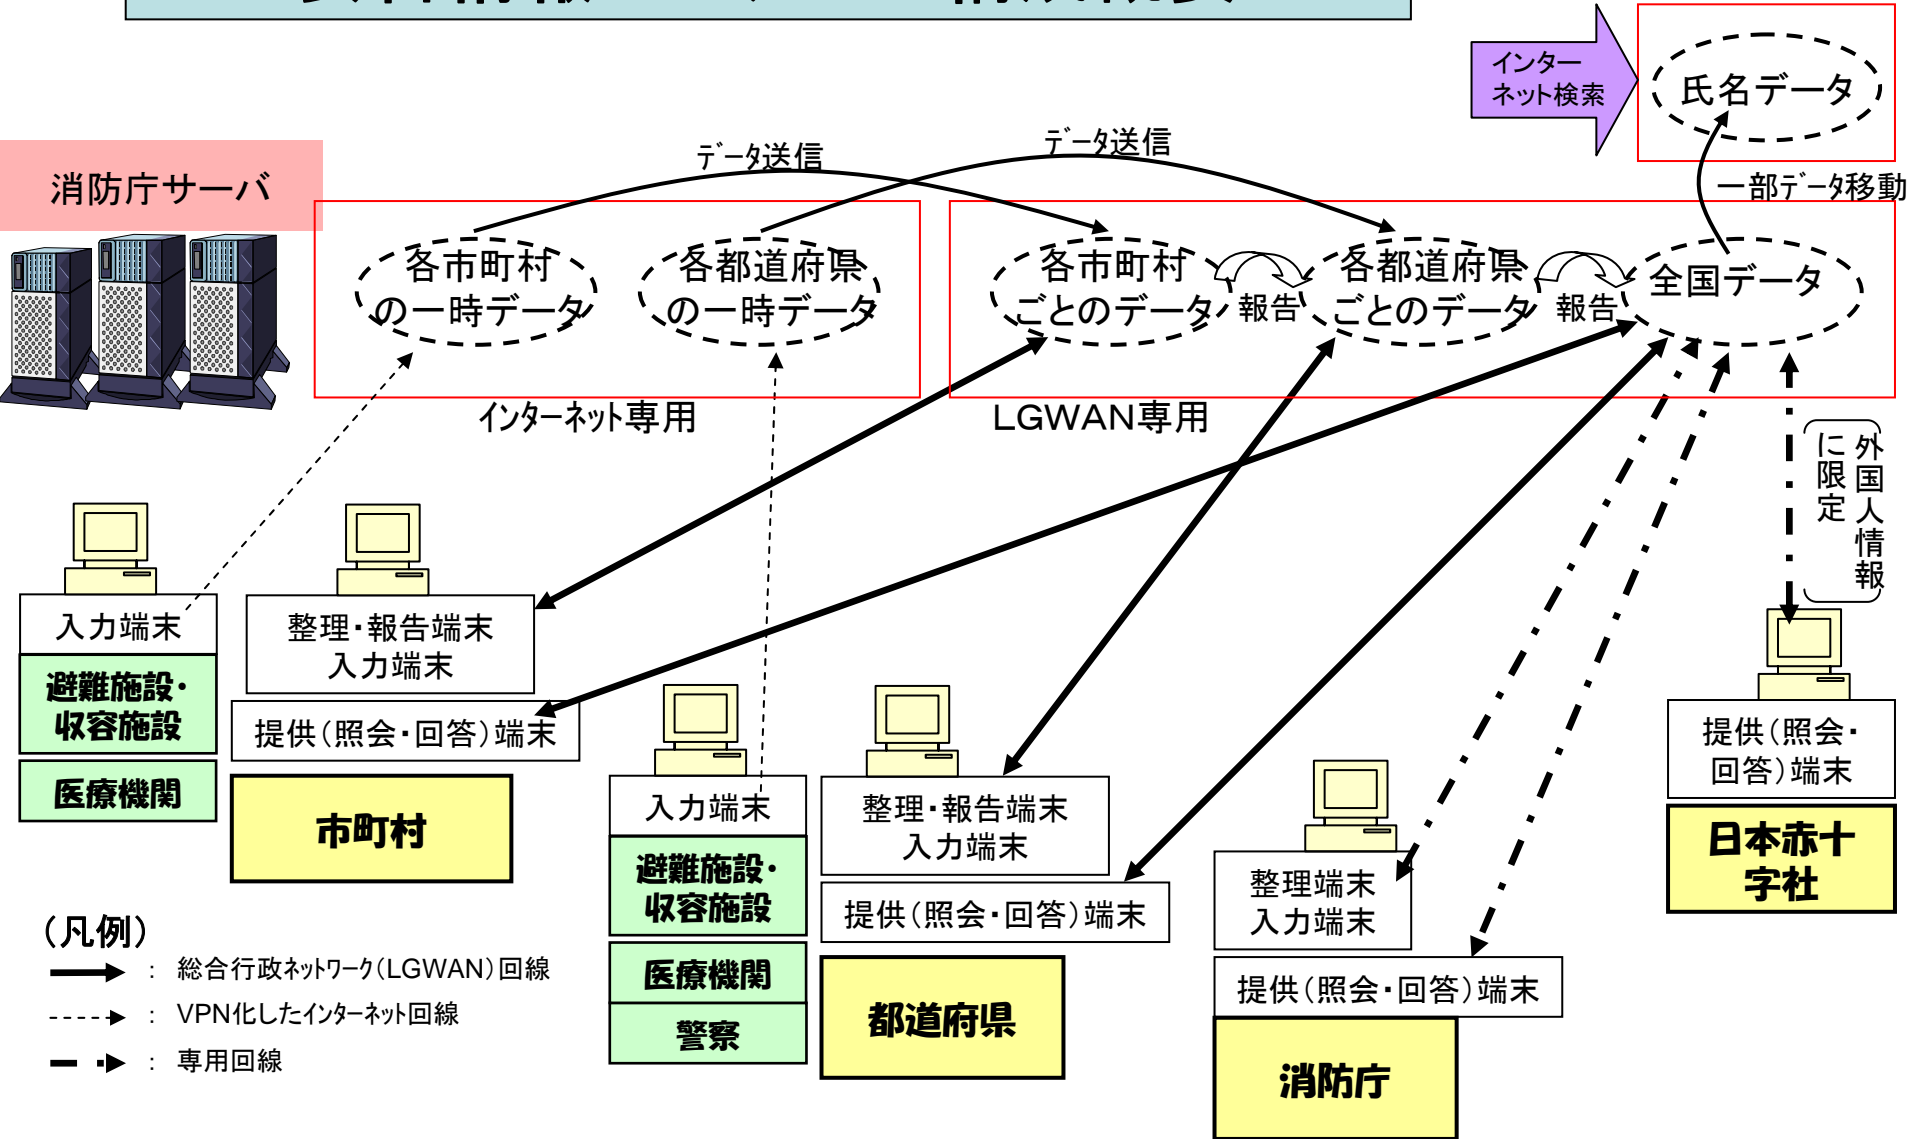 インター
ネット検索
氏名データ
データ送信
データ送信
一部データ移動
消防庁サーバ
各市町村
の一時データ
各都道府県
の一時データ
各市町村
ごとのデータ
報告
各都道府県
ごとのデータ
報告
全国データ
インターネット専用
LGWAN専用
外国人情報
に限定
入力端末
避難施設・
収容施設
医療機関
整理・報告端末
入力端末
提供(照会・回答)端末
市町村
入力端末
避難施設・
収容施設
医療機関
警察
整理・報告端末
入力端末
提供(照会・回答)端末
都道府県
整理端末
入力端末
提供(照会・回答)端末
消防庁
提供(照会・
回答)端末
日本赤十
字社
(凡例)
: 総合行政ネットワーク(LGWAN)回線
: VPN化したインターネット回線
: 専用回線